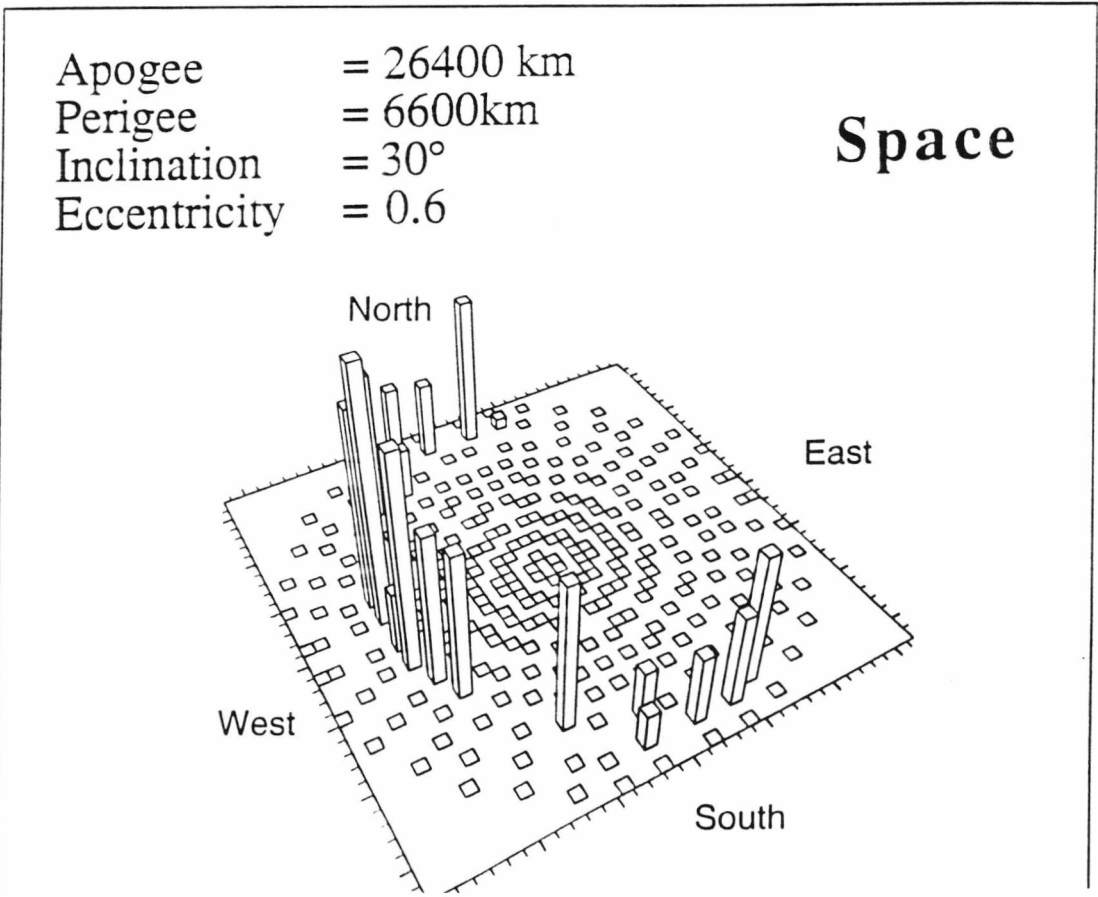 Apogee = 26400 km
Perigee = 6600km
Inclination = 30°
Eccentricity = 0.6
Space
North
East
West
South